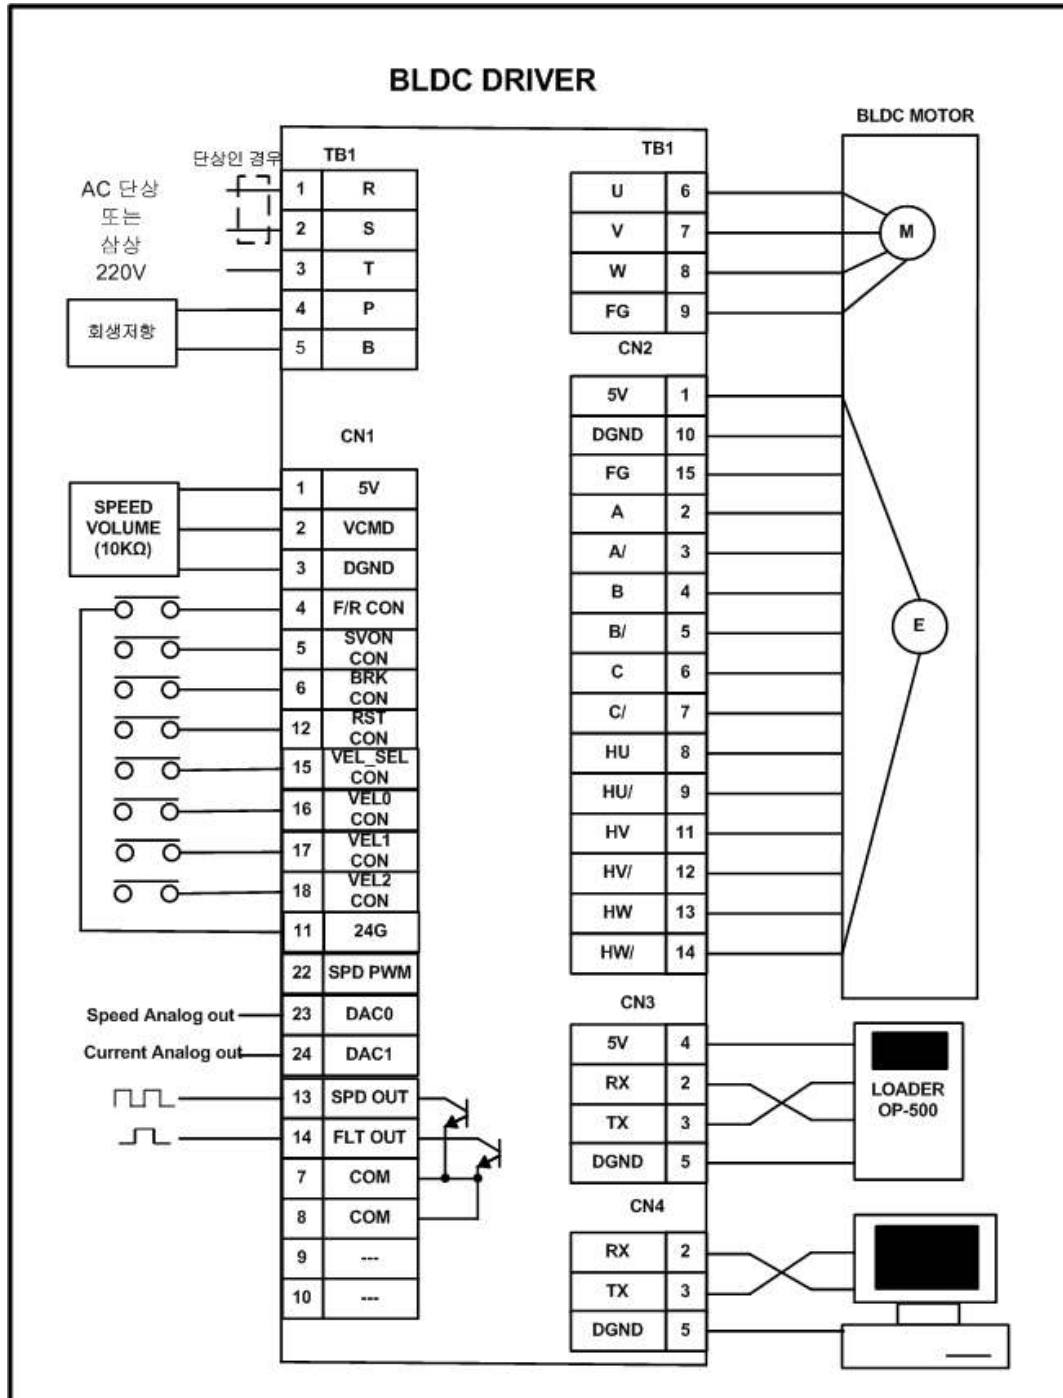 BLDC DRIVER
BLDC MOTOR
단상인 경우
TB1
AC 단상
또는
삼상
220V
1 R
2 S
3 T
4 P
5 B
회생저항
CN1
SPEED
VOLUME
(10KΩ)
1 5V
2 VCMD
3 DGND
4 F/R CON
5 SVON
CON
6 BRK
CON
12 RST
CON
15 VEL_SEL
CON
16 VEL0
CON
17 VEL1
CON
18 VEL2
CON
11 24G
22 SPD PWM
Speed Analog out
23 DAC0
Current Analog out
24 DAC1
13 SPD OUT
14 FLT OUT
7 COM
8 COM
9 ---
10 ---
TB1
U 6
V 7
W 8
FG 9
M
CN2
5V 1
DGND 10
FG 15
A 2
A/ 3
B 4
B/ 5
C 6
C/ 7
HU 8
HU/ 9
HV 11
HV/ 12
HW 13
HW/ 14
E
CN3
5V 4
RX 2
TX 3
DGND 5
LOADER
OP-500
CN4
RX 2
TX 3
DGND 5